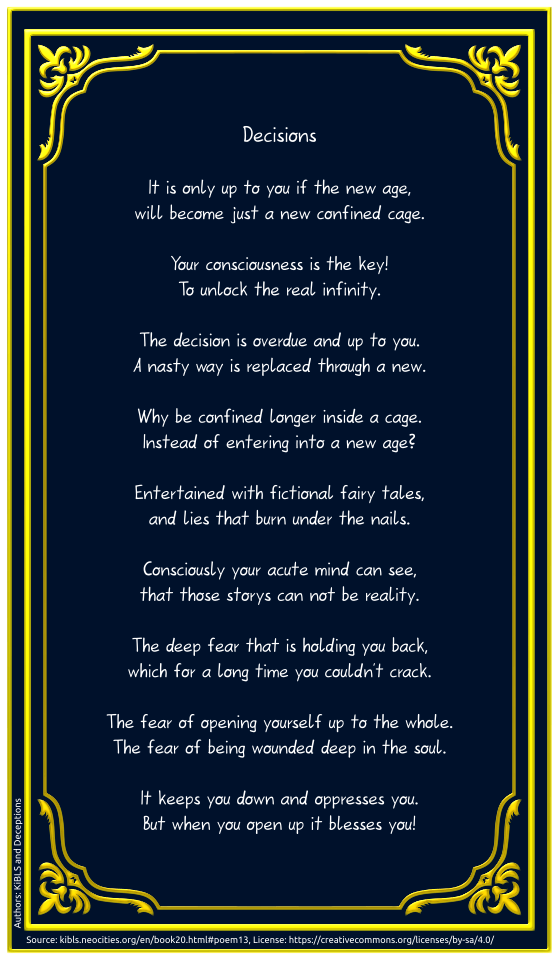 Decisions
It is only up to you if the new age,
will become just a new confined cage.
Your consciousness is the key!
To unlock the real infinity.
The decision is overdue and up to you.
A nasty way is replaced through a new.
Why be confined longer inside a cage.
Instead of entering into a new age?
Entertained with fictional fairy tales,
and lies that burn under the nails.
Consciously your acute mind can see,
that those storys can not be reality.
The deep fear that is holding you back,
which for a long time you couldn't crack.
The fear of opening yourself up to the whole.
The fear of being wounded deep in the soul.
It keeps you down and oppresses you.
But when you open up it blesses you!
Authors: KiBLS and Deceptions
Source: kibls.neocities.org/en/book20.html#poem13, License: https://creativecommons.org/licenses/by-sa/4.0/